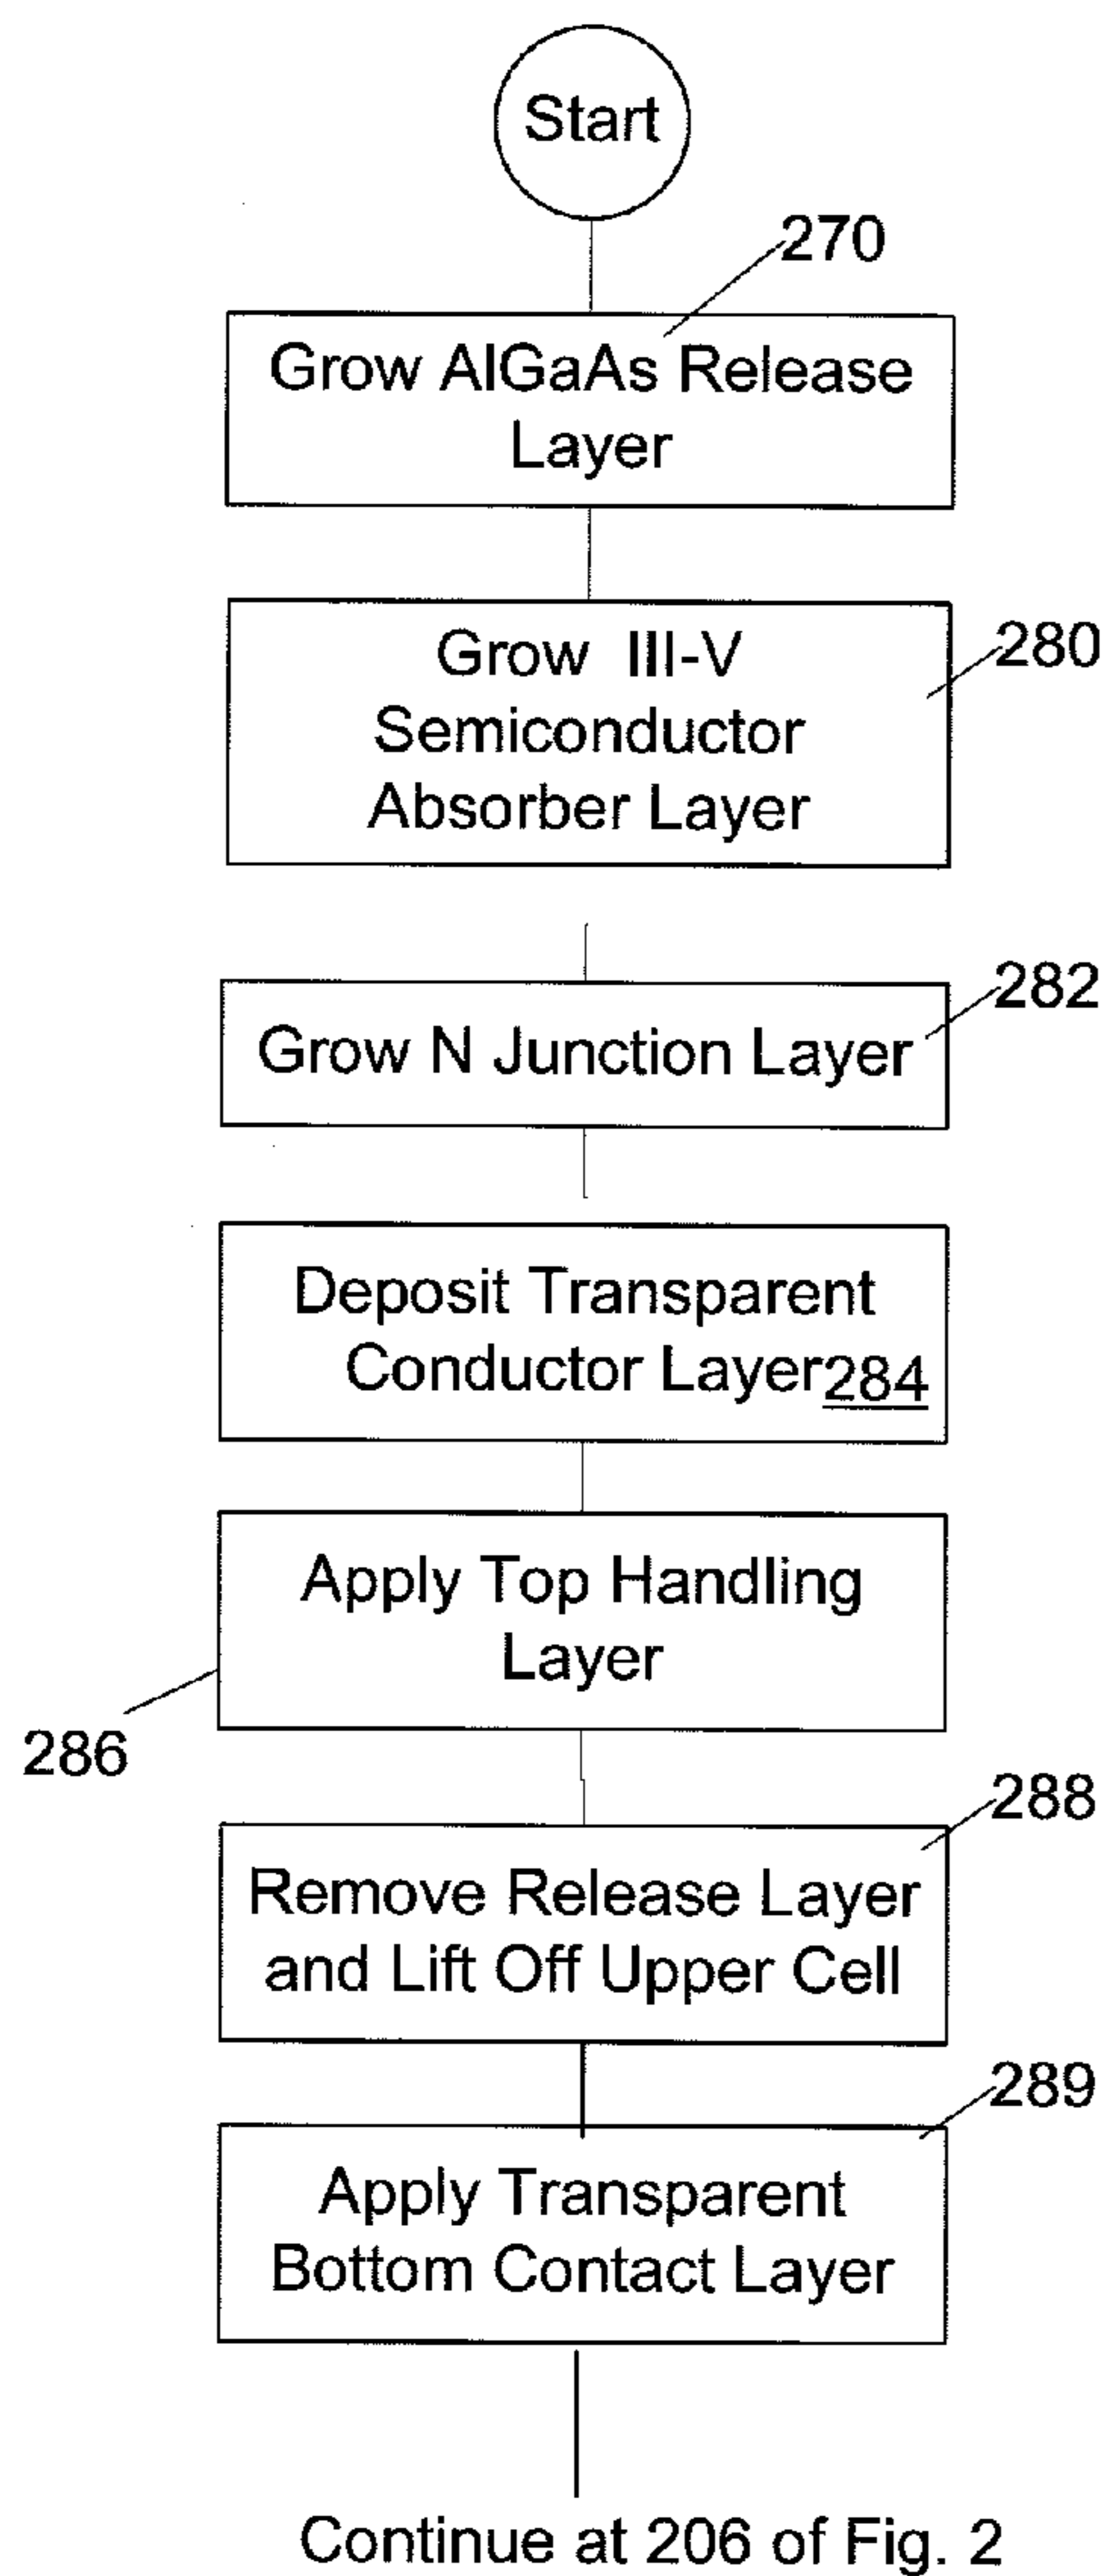 Start
270
Grow AlGaAs Release
Layer
280
Grow III-V
Semiconductor
Absorber Layer
282
Grow N Junction Layer
Deposit Transparent
Conductor Layer 284
Apply Top Handling
Layer
286
288
Remove Release Layer
and Lift Off Upper Cell
289
Apply Transparent
Bottom Contact Layer
Continue at 206 of Fig. 2